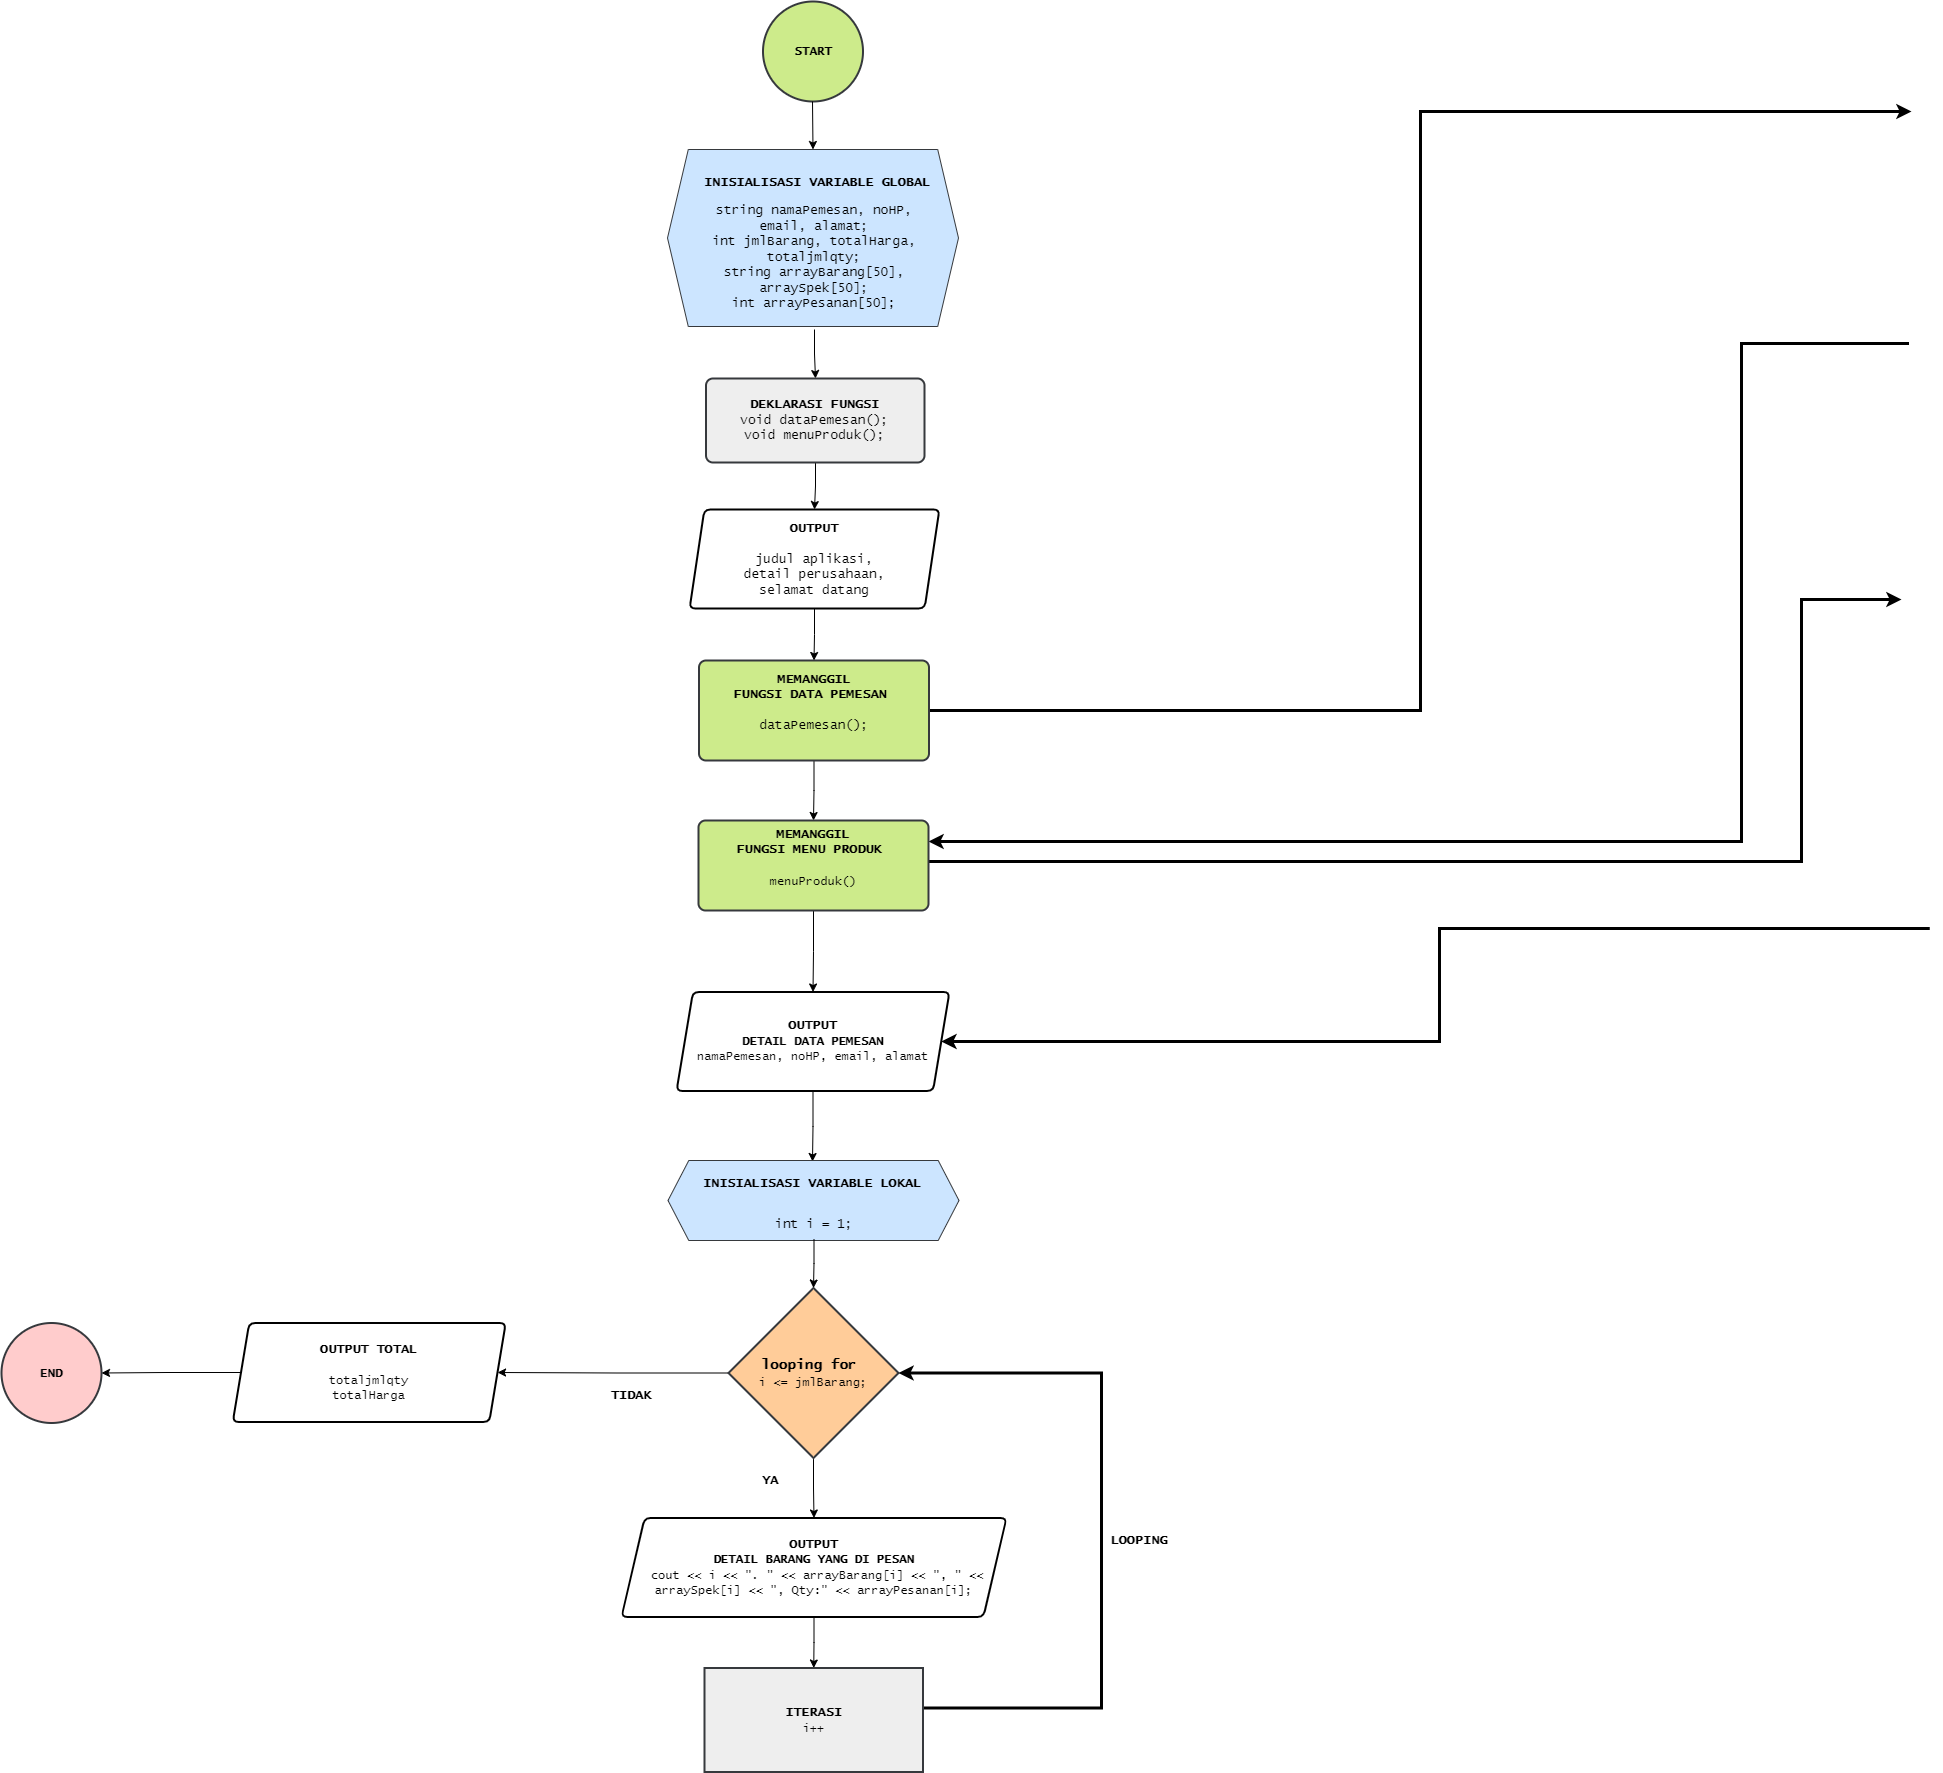 START
INISIALISASI VARIABLE GLOBAL
string namaPemesan, noHP,
email, alamat;
int jmlBarang, totalHarga,
totaljmlqty;
string arrayBarang[50],
arraySpek[50];
int arrayPesanan[50];
DEKLARASI FUNGSI
void dataPemesan();
void menuProduk();
OUTPUT
judul aplikasi,
detail perusahaan,
selamat datang
MEMANGGIL
FUNGSI DATA PEMESAN
dataPemesan();
MEMANGGIL
FUNGSI MENU PRODUK
menuProduk()
OUTPUT
DETAIL DATA PEMESAN
namaPemesan, noHP, email, alamat
INISIALISASI VARIABLE LOKAL
int i = 1;
looping for
i <= jmlBarang;
TIDAK
OUTPUT TOTAL
totaljmlqty
totalHarga
END
YA
OUTPUT
DETAIL BARANG YANG DI PESAN
cout << i << ". " << arrayBarang[i] << ", " <<
arraySpek[i] << ", Qty:" << arrayPesanan[i];
LOOPING
ITERASI
i++